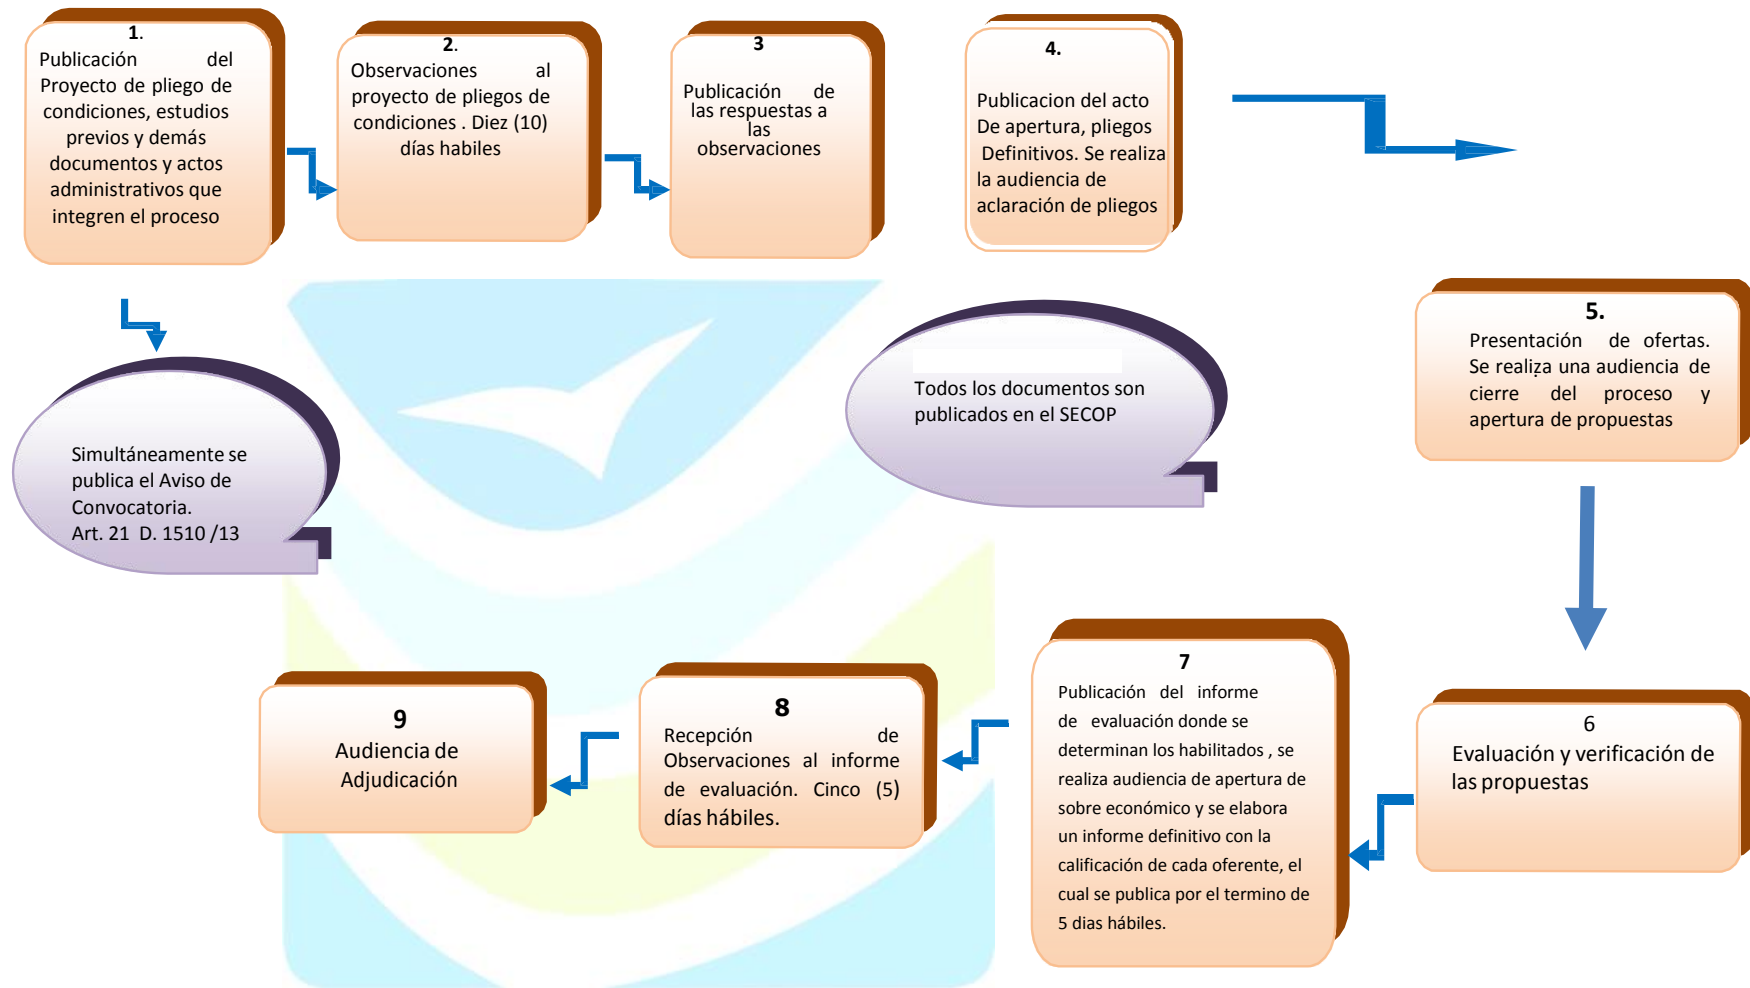 1.
Publicación del
Proyecto de pliego de
condiciones, estudios
previos y demás
documentos y actos
administrativos que
integren el proceso
2.
Observaciones al
proyecto de pliegos de
condiciones . Diez (10)
días habiles
3
Publicación de
las respuestas a
las
observaciones
4.
Publicacion del acto
De apertura, pliegos
Definitivos. Se realiza
la audiencia de
aclaración de pliegos
5.
Presentación de ofertas.
Se realiza una audiencia de
cierre del proceso y
apertura de propuestas
Simultáneamente se
publica el Aviso de
Convocatoria.
Art. 21 D. 1510 /13
Todos los documentos son
publicados en el SECOP
6
Evaluación y verificación de
las propuestas
7
Publicación del informe
de evaluación donde se
determinan los habilitados , se
realiza audiencia de apertura de
sobre económico y se elabora
un informe definitivo con la
calificación de cada oferente, el
cual se publica por el termino de
5 dias hábiles.
8
Recepción de
Observaciones al informe
de evaluación. Cinco (5)
días hábiles.
9
Audiencia de
Adjudicación